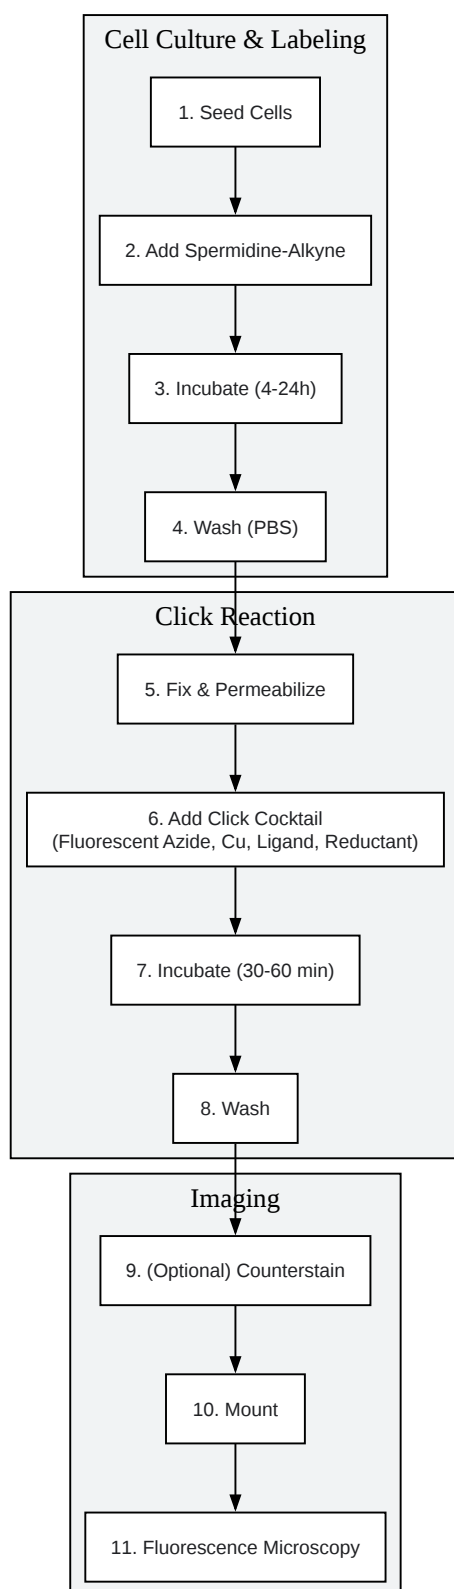 Cell Culture & Labeling
1. Seed Cells
2. Add Spermidine-Alkyne
3. Incubate (4-24h)
4. Wash (PBS)
Click Reaction
5. Fix & Permeabilize
6. Add Click Cocktail
(Fluorescent Azide, Cu, Ligand, Reductant)
7. Incubate (30-60 min)
8. Wash
Imaging
9. (Optional) Counterstain
10. Mount
11. Fluorescence Microscopy